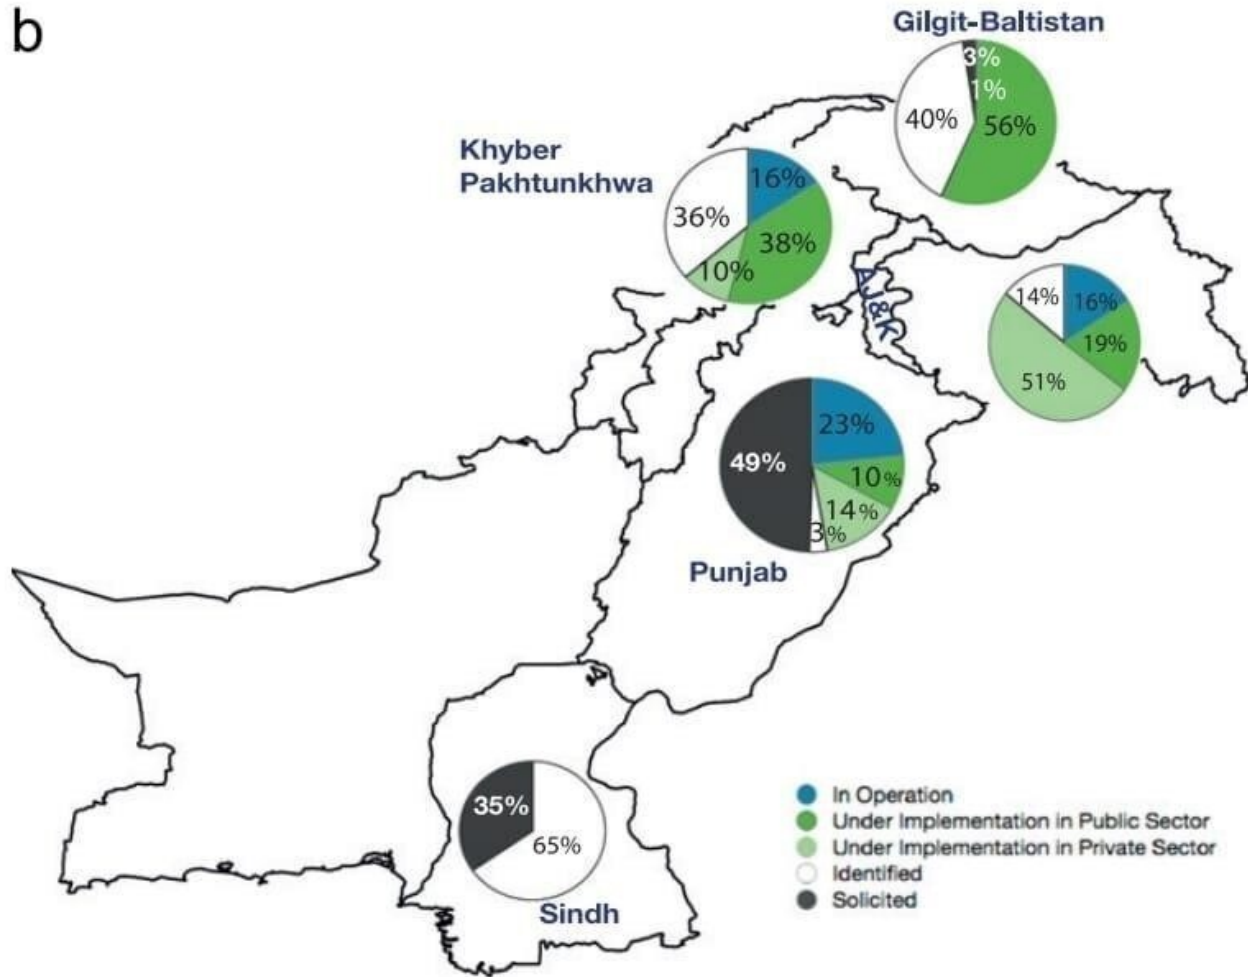 b
Gilgit-Baltistan
3%
1%
40%
56%
Khyber
Pakhtunkhwa
16%
36%
38%
10%
AJ&K
14%
16%
19%
51%
23%
49%
10%
14%
3%
Punjab
35%
65%
Sindh
In Operation
Under Implementation in Public Sector
Under Implementation in Private Sector
Identified
Solicited